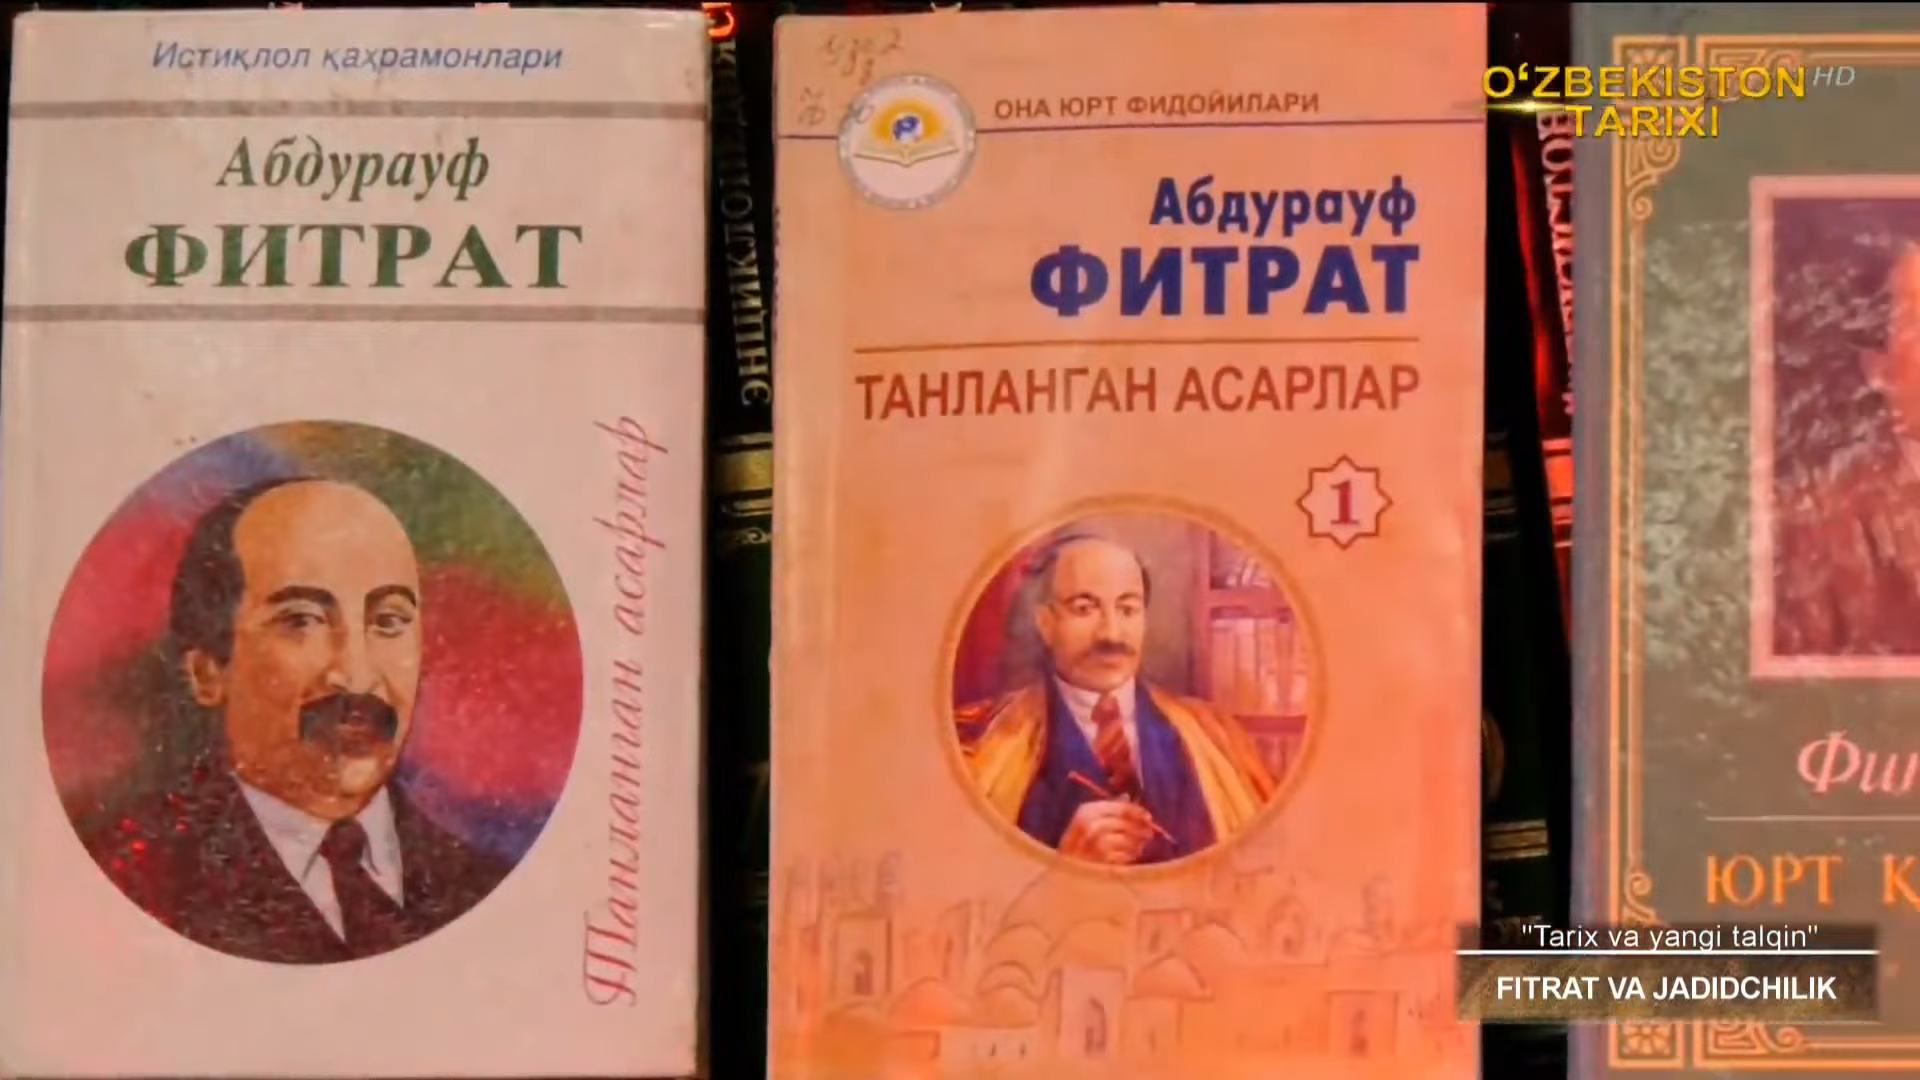 Истиқлол қаҳрамонлари
Абдурауф
ФИТРАТ
Танланган асарлар
ЭНЦИКЛОПЕДИЯ
ОНА ЮРТ ФИДОЙИЛАРИ
Абдурауф
ФИТРАТ
ТАНЛАНГАН АСАРЛАР
1
O‘ZBEKISTON
TARIXI
HD
ЮРТ Қ
"Tarix va yangi talqin"
FITRAT VA JADIDCHILIK